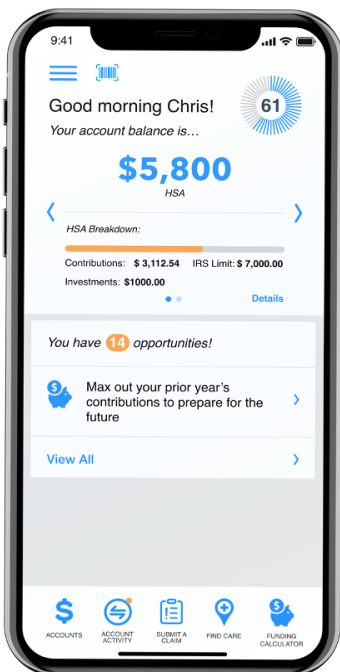 9:41
Good morning Chris!
61
Your account balance is...
$5,800
HSA
HSA Breakdown:
Contributions: $ 3,112.54 IRS Limit: $ 7,000.00
Investments: $1000.00
Details
You have 14 opportunities!
Max out your prior year's
contributions to prepare for the
future
View All
ACCOUNTS
ACCOUNT
ACTIVITY
SUBMIT A
CLAIM
FIND CARE
FUNDING
CALCULATOR